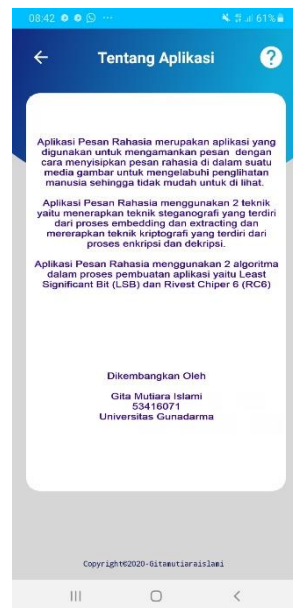 08:42
61%
Tentang Aplikasi
?
Aplikasi Pesan Rahasia merupakan aplikasi yang
digunakan untuk mengamankan pesan dengan
cara menyisipkan pesan rahasia di dalam suatu
media gambar untuk mengelabuhi penglihatan
manusia sehingga tidak mudah untuk di lihat.
Aplikasi Pesan Rahasia menggunakan 2 teknik
yaitu menerapkan teknik steganografi yang terdiri
dari proses embedding dan extracting dan
mererapkan teknik kriptografi yang terdiri dari
proses enkripsi dan dekripsi.
Aplikasi Pesan Rahasia menggunakan 2 algoritma
dalam proses pembuatan aplikasi yaitu Least
Significant Bit (LSB) dan Rivest Chiper 6 (RC6)
Dikembangkan Oleh
Gita Mutiara Islami
53416071
Universitas Gunadarma
Copyright©2020-Gitamutiaraislami